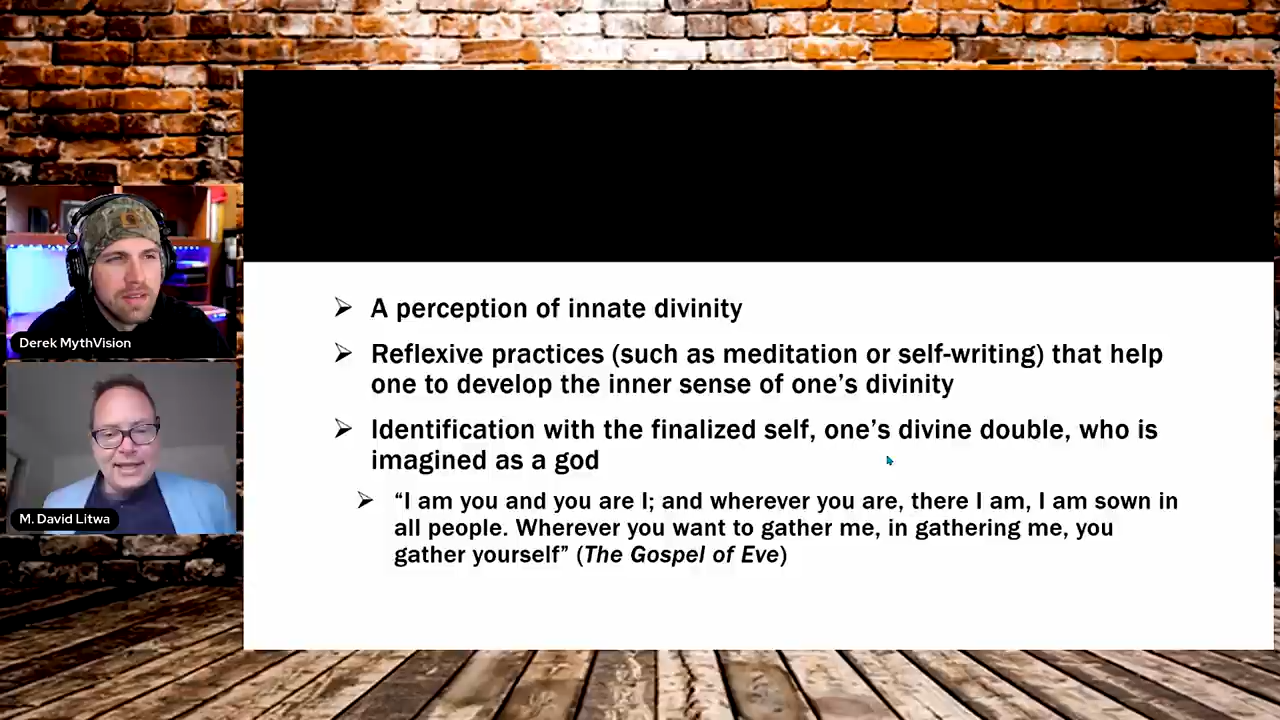 Derek MythVision
M. David Litwa
➢ A perception of innate divinity
➢ Reflexive practices (such as meditation or self-writing) that help
one to develop the inner sense of one’s divinity
➢ Identification with the finalized self, one’s divine double, who is
imagined as a god
➢ “I am you and you are I; and wherever you are, there I am, I am sown in
all people. Wherever you want to gather me, in gathering me, you
gather yourself” (The Gospel of Eve)